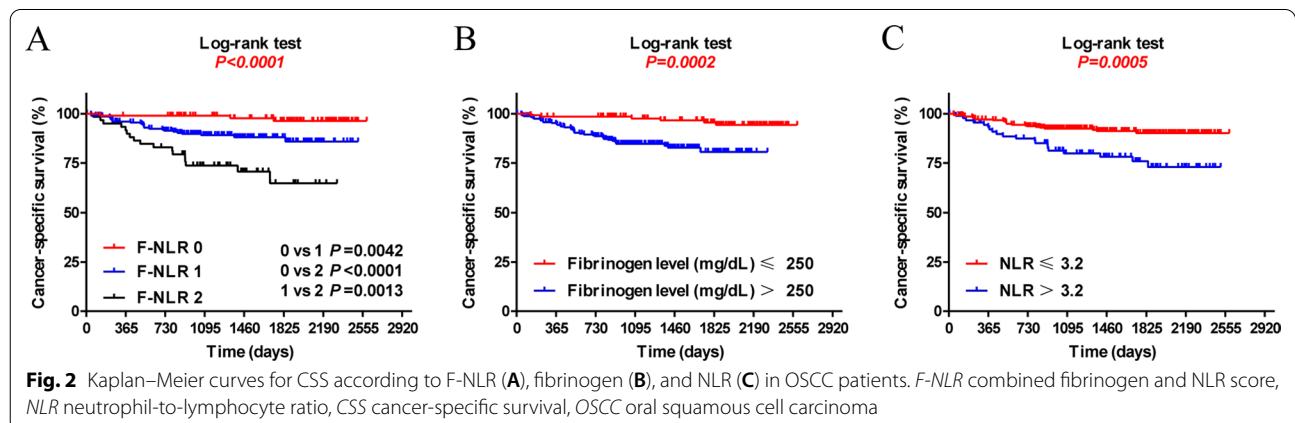 A
Log-rank test
P<0.0001
Cancer-specific survival (%)
100
75
50
25
0
F-NLR 0
F-NLR 1
F-NLR 2
0 vs 1 P=0.0042
0 vs 2 P<0.0001
1 vs 2 P=0.0013
0 365 730 1095 1460 1825 2190 2555 2920
Time (days)
B
Log-rank test
P=0.0002
Cancer-specific survival (%)
100
75
50
25
0
Fibrinogen level (mg/dL) ≤ 250
Fibrinogen level (mg/dL) > 250
0 365 730 1095 1460 1825 2190 2555 2920
Time (days)
C
Log-rank test
P=0.0005
Cancer-specific survival (%)
100
75
50
25
0
NLR ≤ 3.2
NLR > 3.2
0 365 730 1095 1460 1825 2190 2555 2920
Time (days)
Fig. 2 Kaplan–Meier curves for CSS according to F-NLR (A), fibrinogen (B), and NLR (C) in OSCC patients. F-NLR combined fibrinogen and NLR score,
NLR neutrophil-to-lymphocyte ratio, CSS cancer-specific survival, OSCC oral squamous cell carcinoma